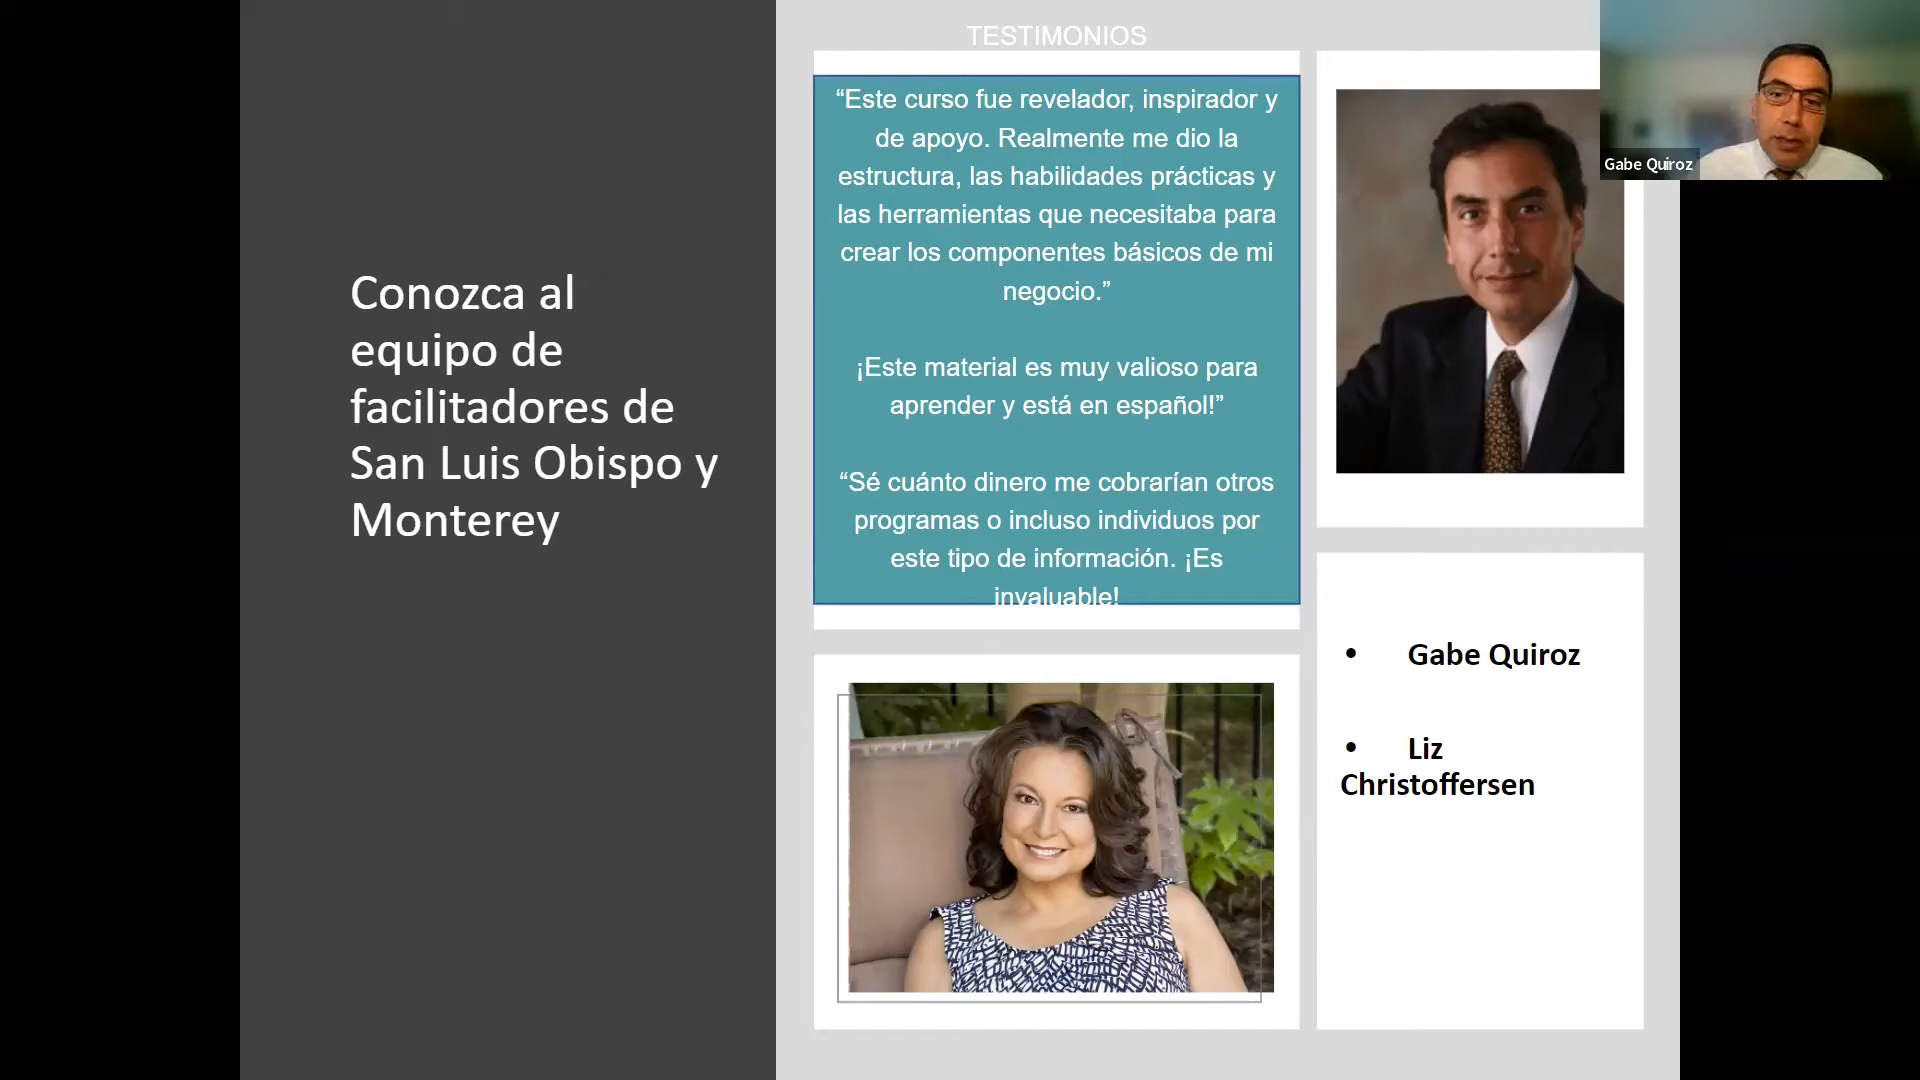 Conozca al
equipo de
facilitadores de
San Luis Obispo y
Monterey
TESTIMONIOS
“Este curso fue revelador, inspirador y
de apoyo. Realmente me dio la
estructura, las habilidades prácticas y
las herramientas que necesitaba para
crear los componentes básicos de mi
negocio.”
¡Este material es muy valioso para
aprender y está en español!”
“Sé cuánto dinero me cobrarían otros
programas o incluso individuos por
este tipo de información. ¡Es
invaluable!
Gabe Quiroz
• Gabe Quiroz
• Liz
Christoffersen